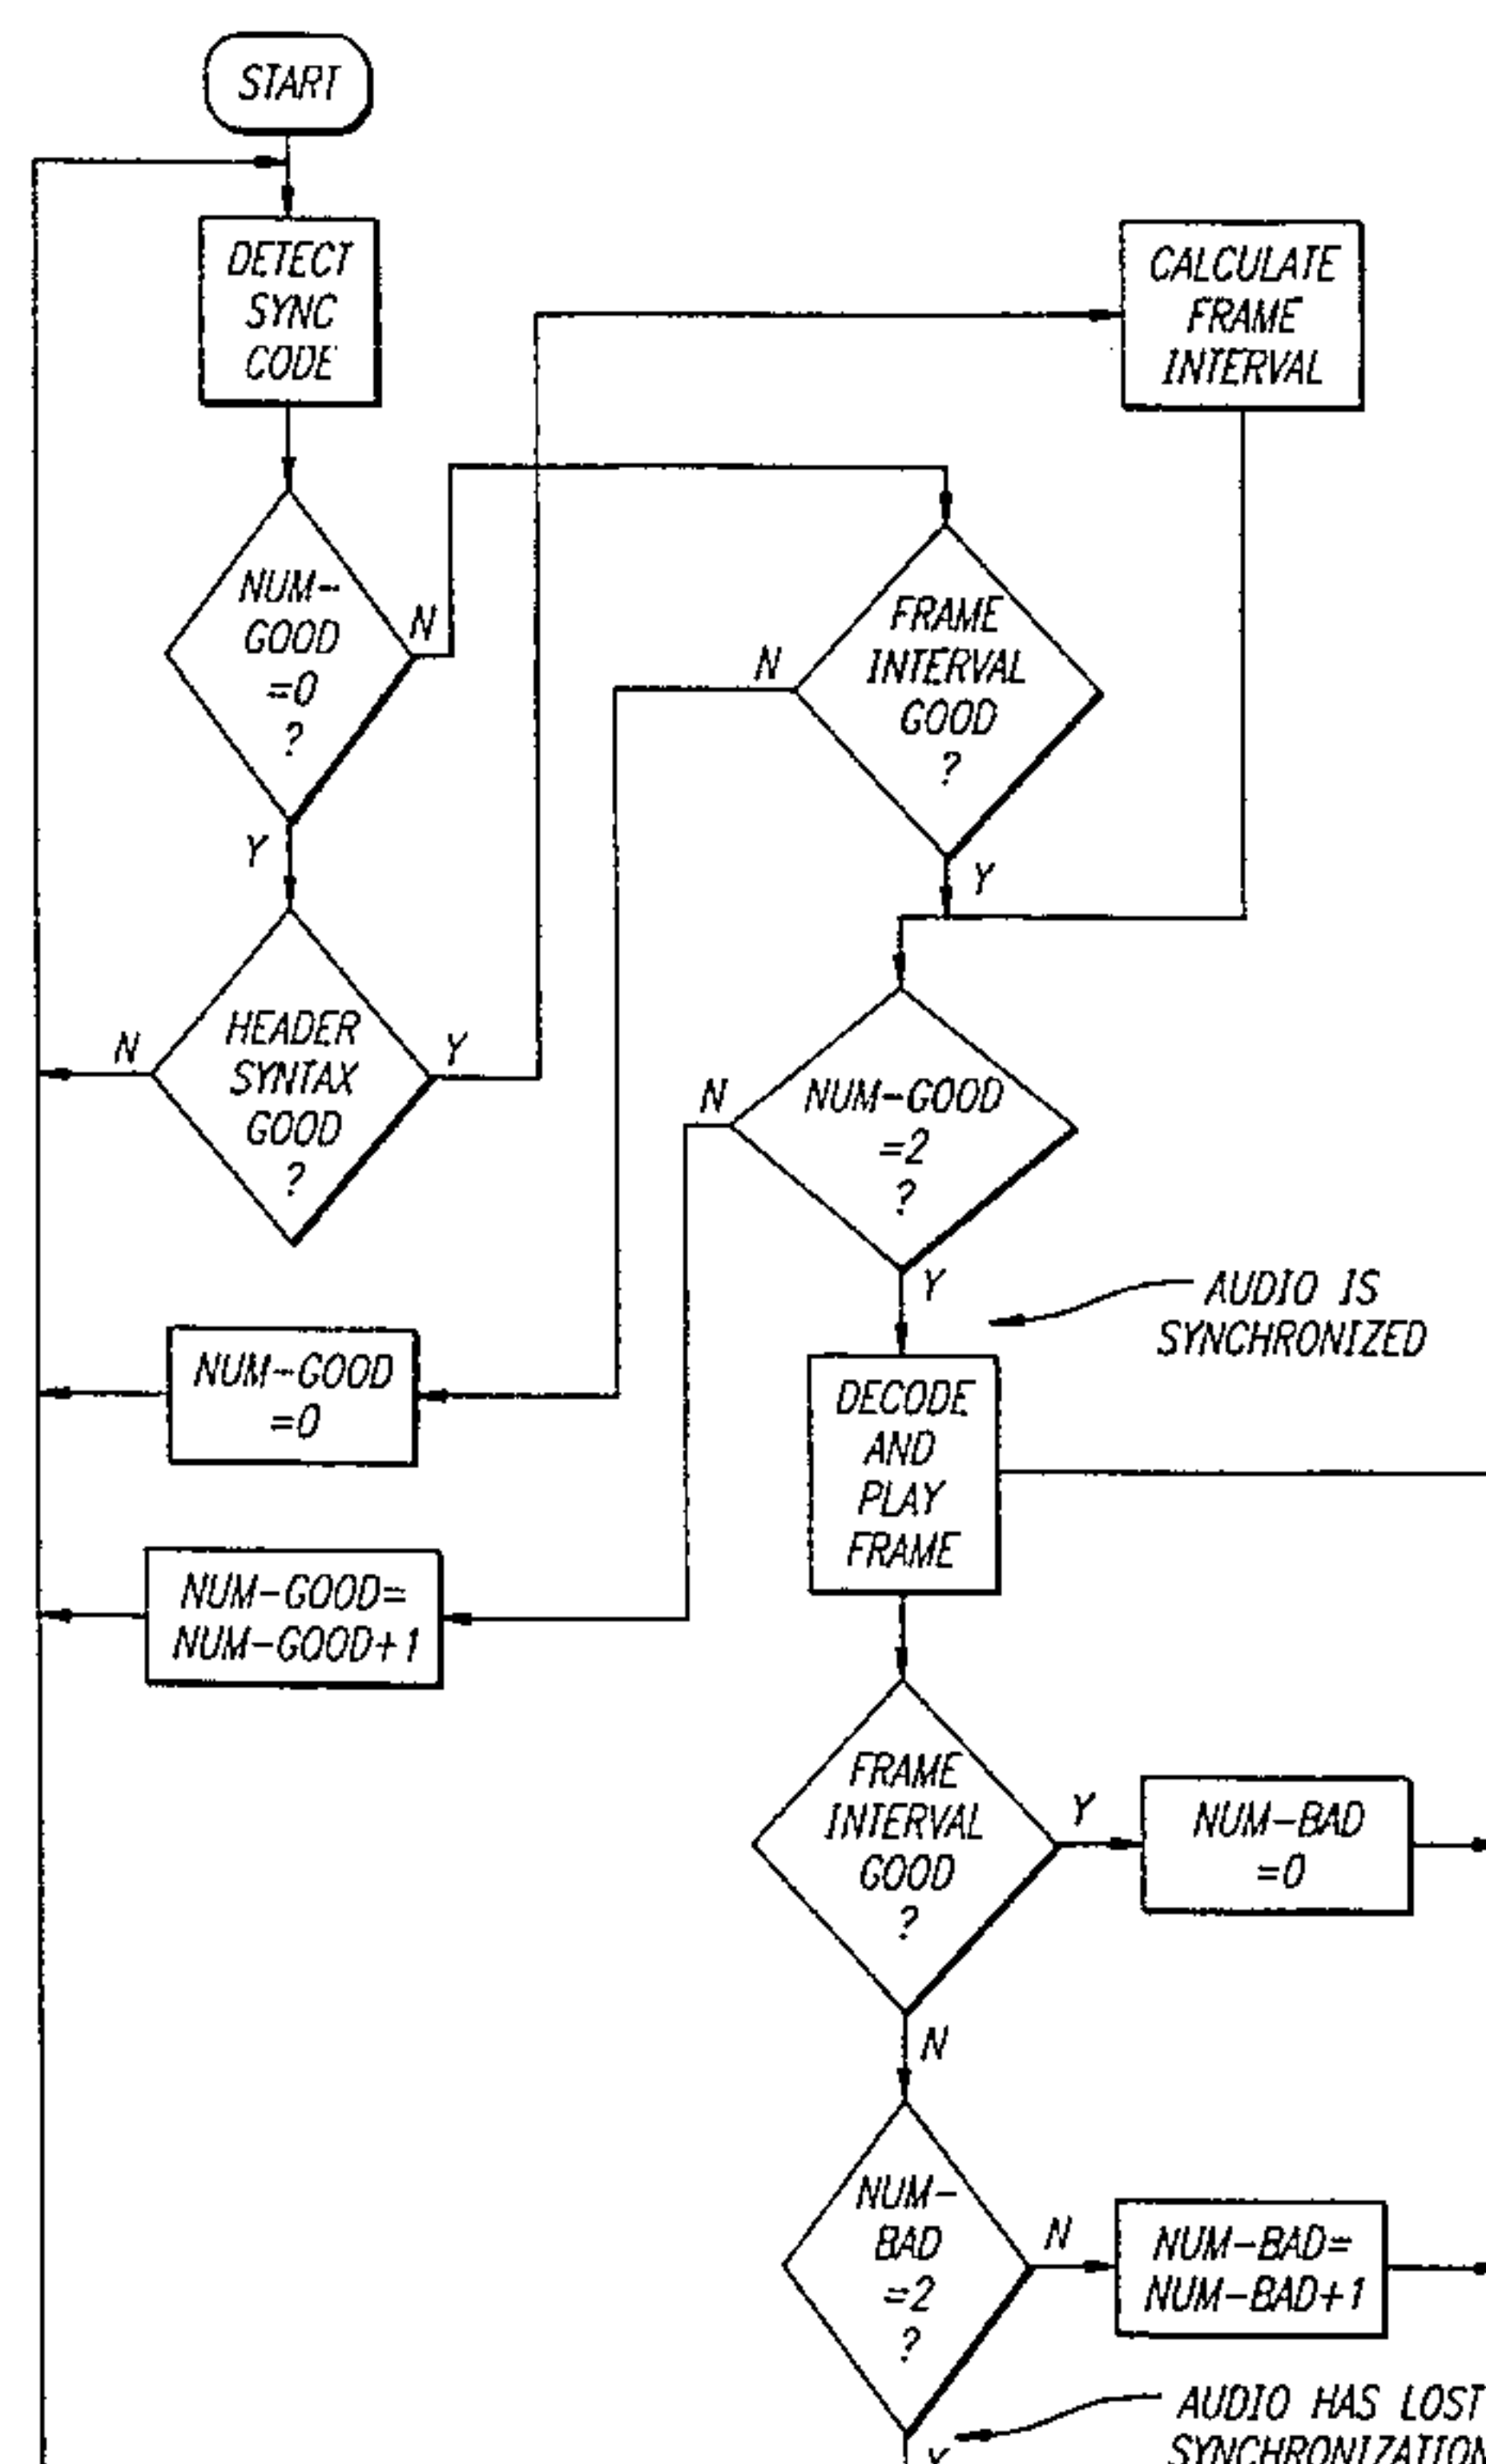 START
DETECT
SYNC
CODE
CALCULATE
FRAME
INTERVAL
NUM-
GOOD
=0
?
N
Y
FRAME
INTERVAL
GOOD
?
N
Y
HEADER
SYNTAX
GOOD
?
N
Y
NUM-GOOD
=2
?
N
Y
AUDIO IS
SYNCHRONIZED
NUM-GOOD
=0
DECODE
AND
PLAY
FRAME
NUM-GOOD=
NUM-GOOD+1
FRAME
INTERVAL
GOOD
?
Y
N
NUM-BAD
=0
NUM-
BAD
=2
?
N
Y
NUM-BAD=
NUM-BAD+1
AUDIO HAS LOST
SYNCHRONIZATION